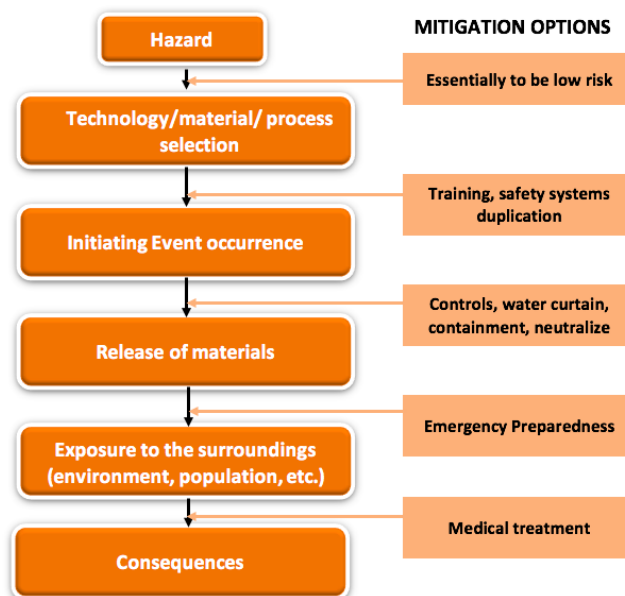 Hazard
MITIGATION OPTIONS
Essentially to be low risk
Technology/material/ process
selection
Training, safety systems
duplication
Initiating Event occurrence
Controls, water curtain,
containment, neutralize
Release of materials
Emergency Preparedness
Exposure to the surroundings
(environment, population, etc.)
Medical treatment
Consequences